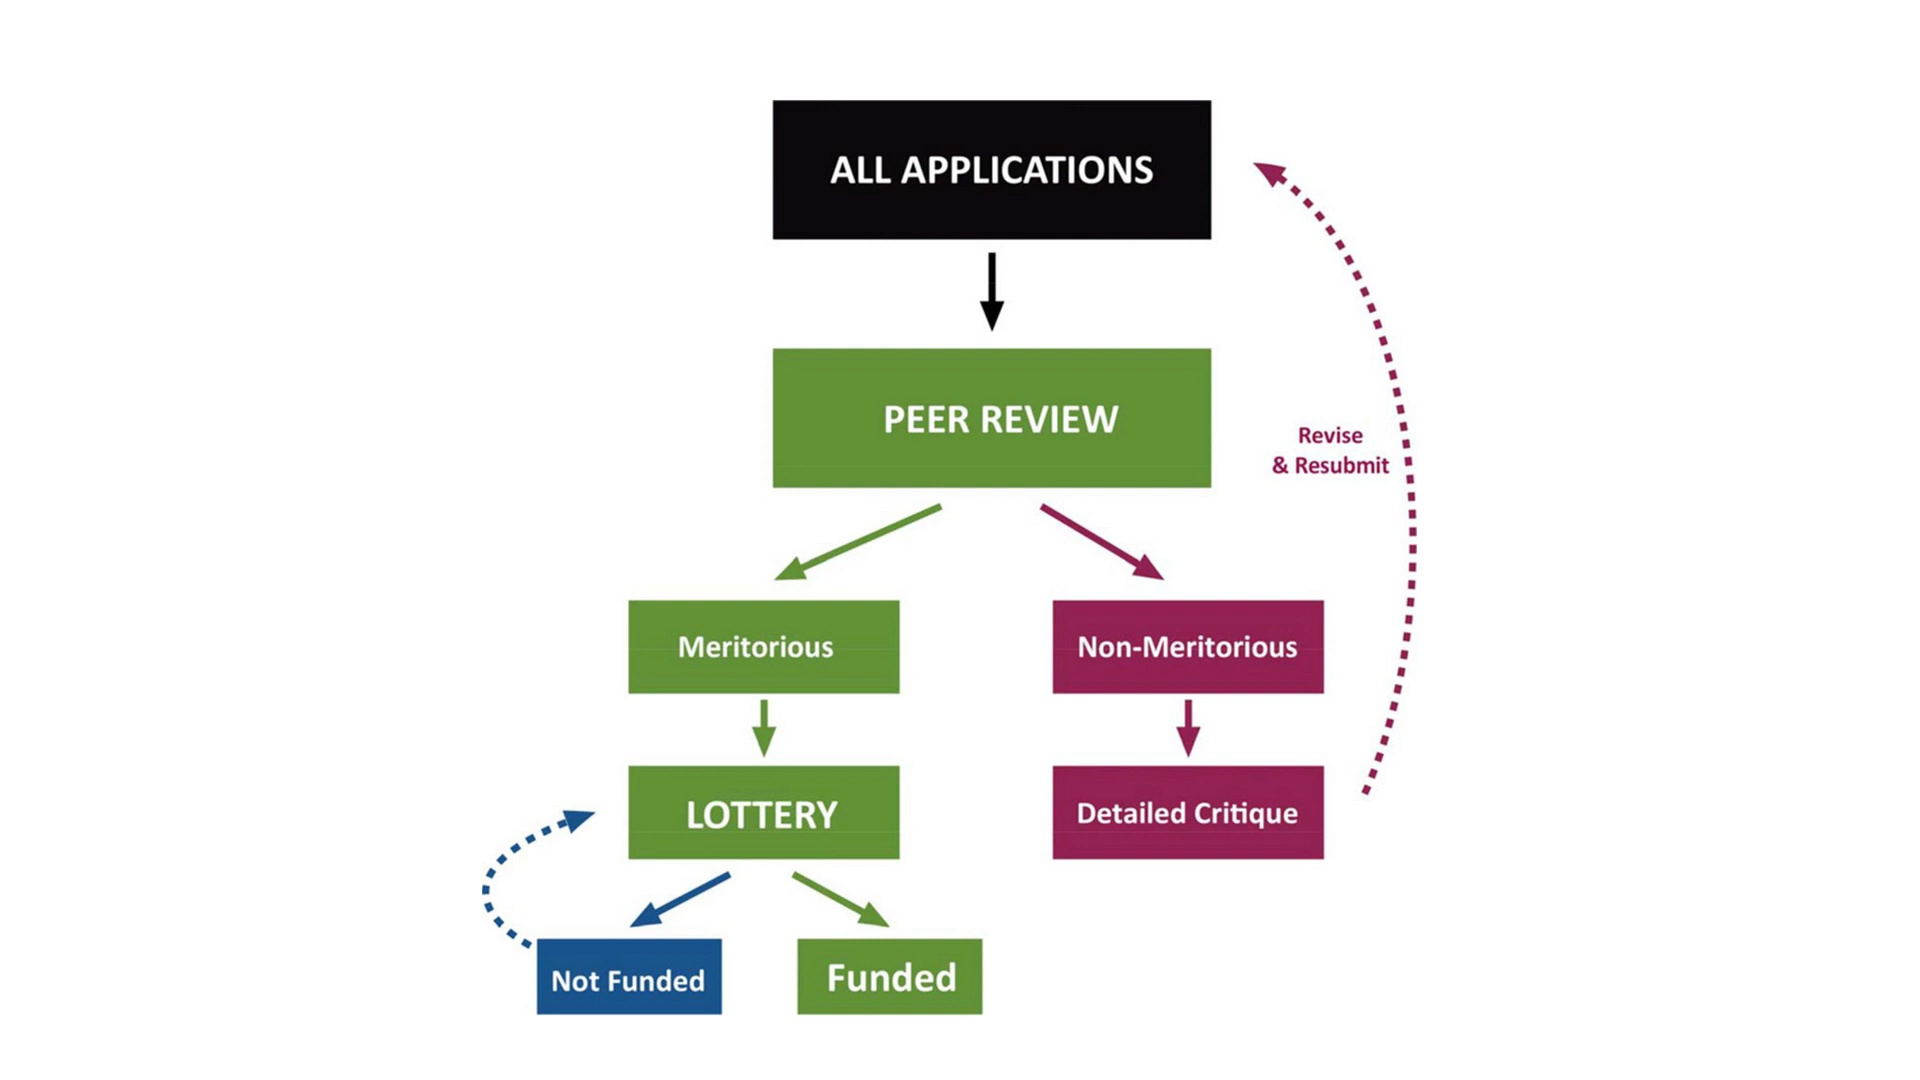 ALL APPLICATIONS
PEER REVIEW
Revise
& Resubmit
Meritorious
Non-Meritorious
LOTTERY
Detailed Critique
Not Funded
Funded